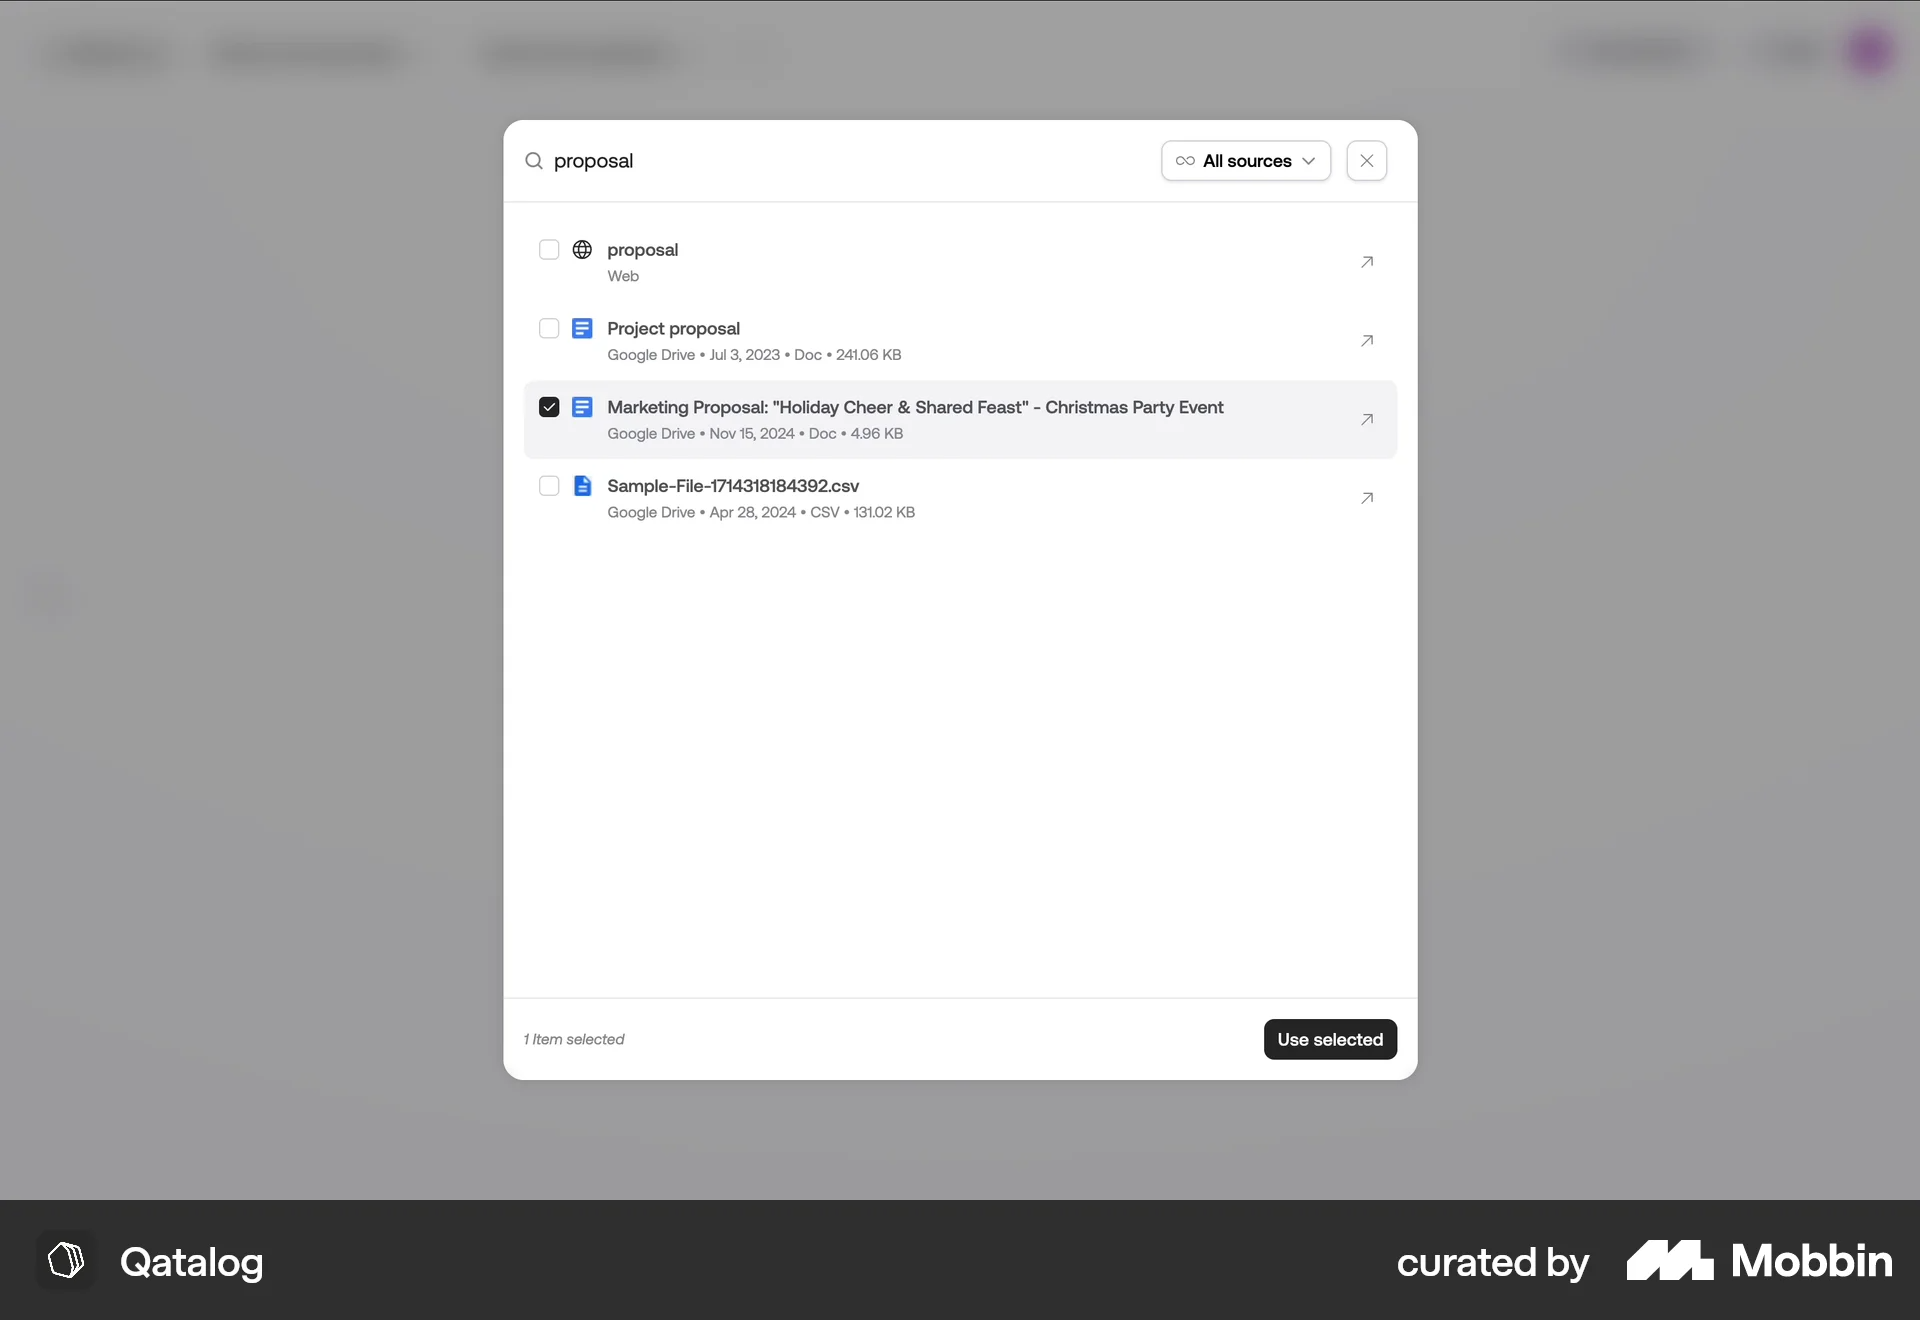 proposal
All sources
proposal
Web
Project proposal
Google Drive • Jul 3, 2023 • Doc • 241.06 KB
Marketing Proposal: "Holiday Cheer & Shared Feast" - Christmas Party Event
Google Drive • Nov 15, 2024 • Doc • 4.96 KB
Sample-File-1714318184392.csv
Google Drive • Apr 28, 2024 • CSV • 131.02 KB
1 Item selected
Use selected
Qatalog
curated by
Mobbin